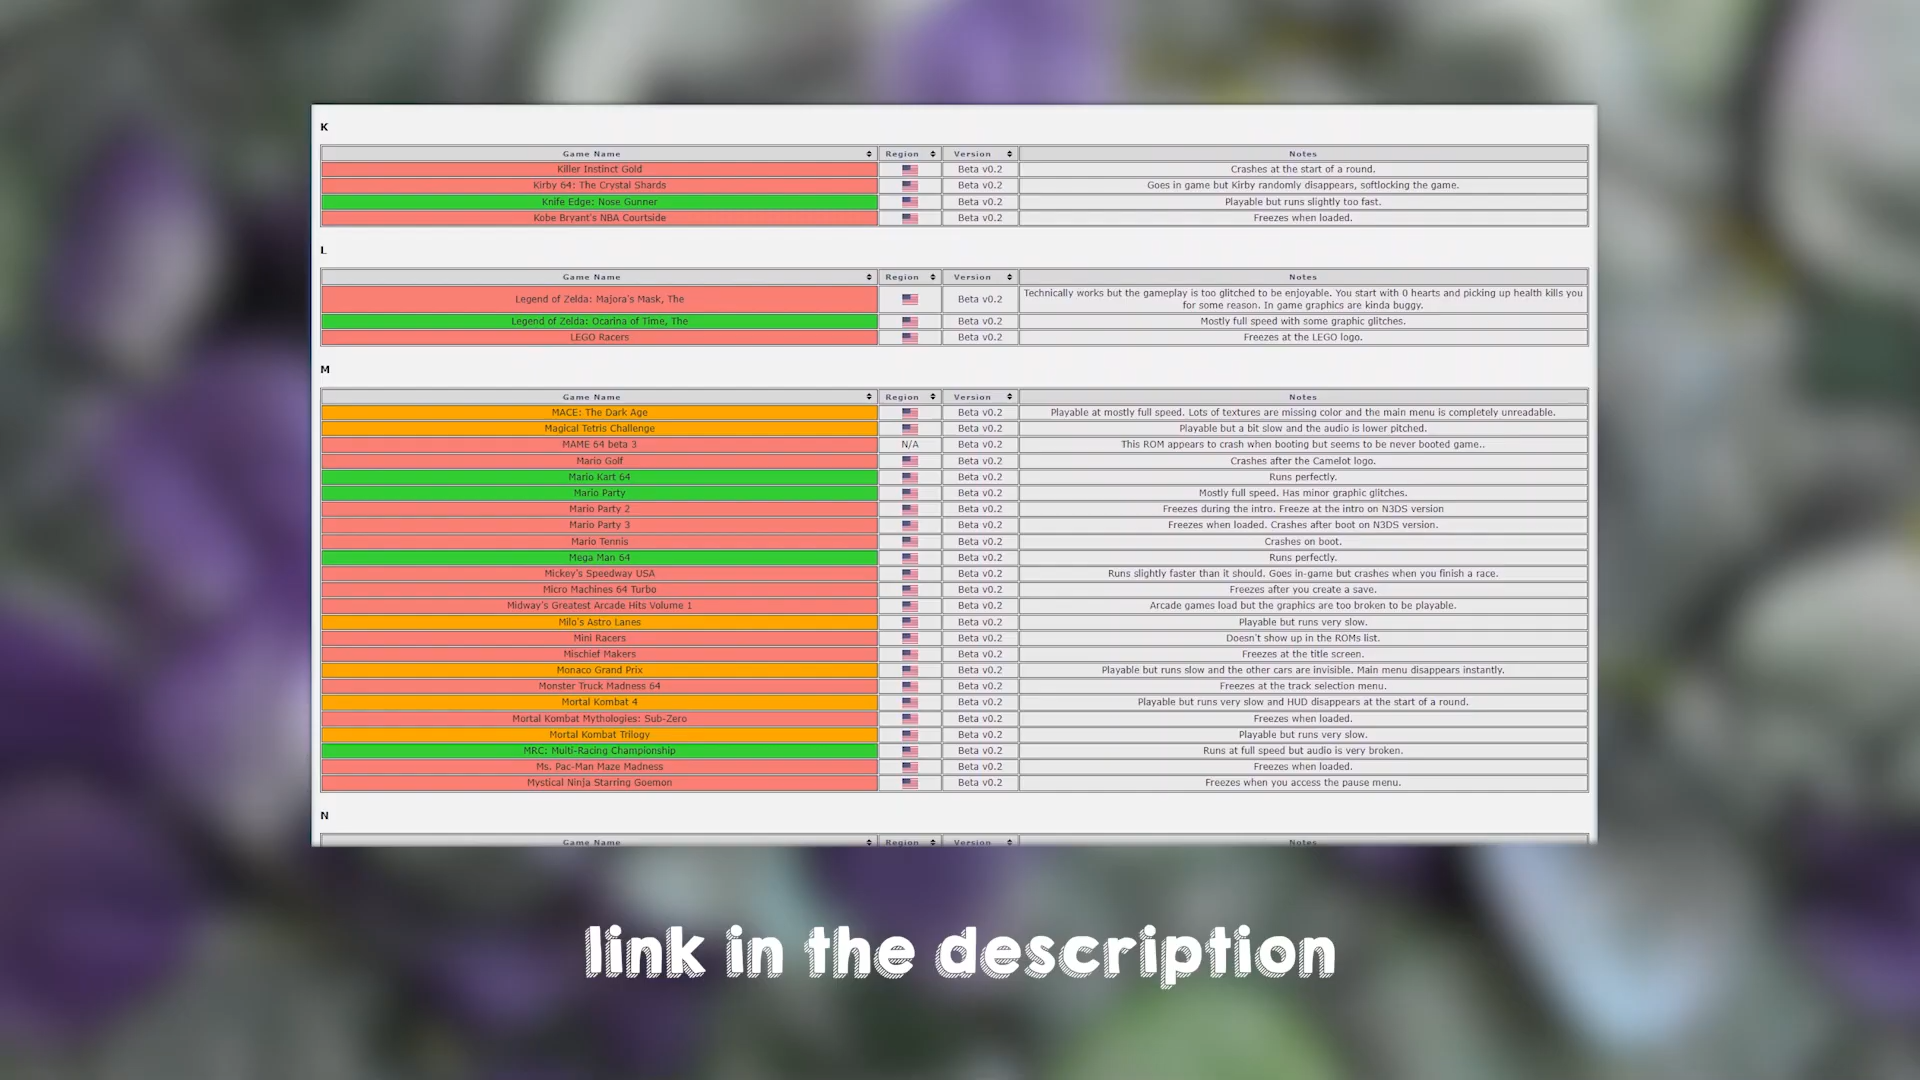 K
Game Name Region Version Notes
Killer Instinct Gold Beta v0.2 Crashes at the start of a round.
Kirby 64: The Crystal Shards Beta v0.2 Goes in game but Kirby randomly disappears, softlocking the game.
Knife Edge: Nose Gunner Beta v0.2 Playable but runs slightly too fast.
Kobe Bryant's NBA Courtside Beta v0.2 Freezes when loaded.
L
Game Name Region Version Notes
Legend of Zelda: Majora's Mask, The Beta v0.2 Technically works but the gameplay is too glitched to be enjoyable. You start with 0 hearts and picking up health kills you
for some reason. In game graphics are kinda buggy.
Legend of Zelda: Ocarina of Time, The Beta v0.2 Mostly full speed with some graphic glitches.
LEGO Racers Beta v0.2 Freezes at the LEGO logo.
M
Game Name Region Version Notes
MACE: The Dark Age Beta v0.2 Playable at mostly full speed. Lots of textures are missing color and the main menu is completely unreadable.
Magical Tetris Challenge Beta v0.2 Playable but a bit slow and the audio is lower pitched.
MAME 64 beta 3 N/A Beta v0.2 This ROM appears to crash when booting but seems to be never booted game..
Mario Golf Beta v0.2 Crashes after the Camelot logo.
Mario Kart 64 Beta v0.2 Runs perfectly.
Mario Party Beta v0.2 Mostly full speed. Has minor graphic glitches.
Mario Party 2 Beta v0.2 Freezes during the intro. Freeze at the intro on N3DS version
Mario Party 3 Beta v0.2 Freezes when loaded. Crashes after boot on N3DS version.
Mario Tennis Beta v0.2 Crashes on boot.
Mega Man 64 Beta v0.2 Runs perfectly.
Mickey's Speedway USA Beta v0.2 Runs slightly faster than it should. Goes in-game but crashes when you finish a race.
Micro Machines 64 Turbo Beta v0.2 Freezes after you create a save.
Midway's Greatest Arcade Hits Volume 1 Beta v0.2 Arcade games load but the graphics are too broken to be playable.
Milo's Astro Lanes Beta v0.2 Playable but runs very slow.
Mini Racers Beta v0.2 Doesn't show up in the ROMs list.
Mischief Makers Beta v0.2 Freezes at the title screen.
Monaco Grand Prix Beta v0.2 Playable but runs slow and the other cars are invisible. Main menu disappears instantly.
Monster Truck Madness 64 Beta v0.2 Freezes at the track selection menu.
Mortal Kombat 4 Beta v0.2 Playable but runs very slow and HUD disappears at the start of a round.
Mortal Kombat Mythologies: Sub-Zero Beta v0.2 Freezes when loaded.
Mortal Kombat Trilogy Beta v0.2 Playable but runs very slow.
MRC: Multi-Racing Championship Beta v0.2 Runs at full speed but audio is very broken.
Ms. Pac-Man Maze Madness Beta v0.2 Freezes when loaded.
Mystical Ninja Starring Goemon Beta v0.2 Freezes when you access the pause menu.
N
Game Name Region Version Notes
link in the description